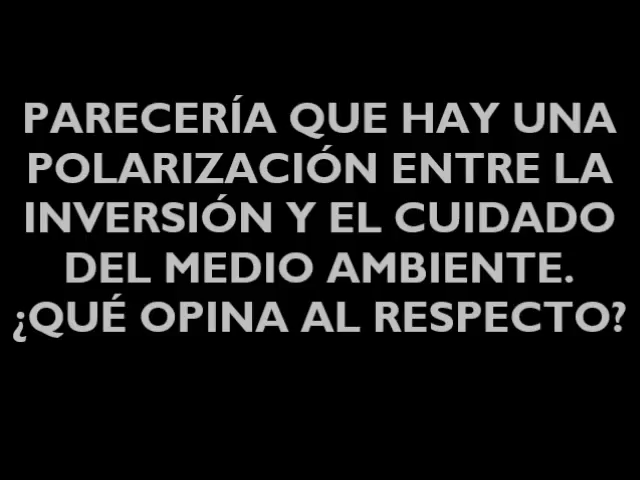 PARECERÍA QUE HAY UNA
POLARIZACIÓN ENTRE LA
INVERSIÓN Y EL CUIDADO
DEL MEDIO AMBIENTE.
¿QUÉ OPINA AL RESPECTO?